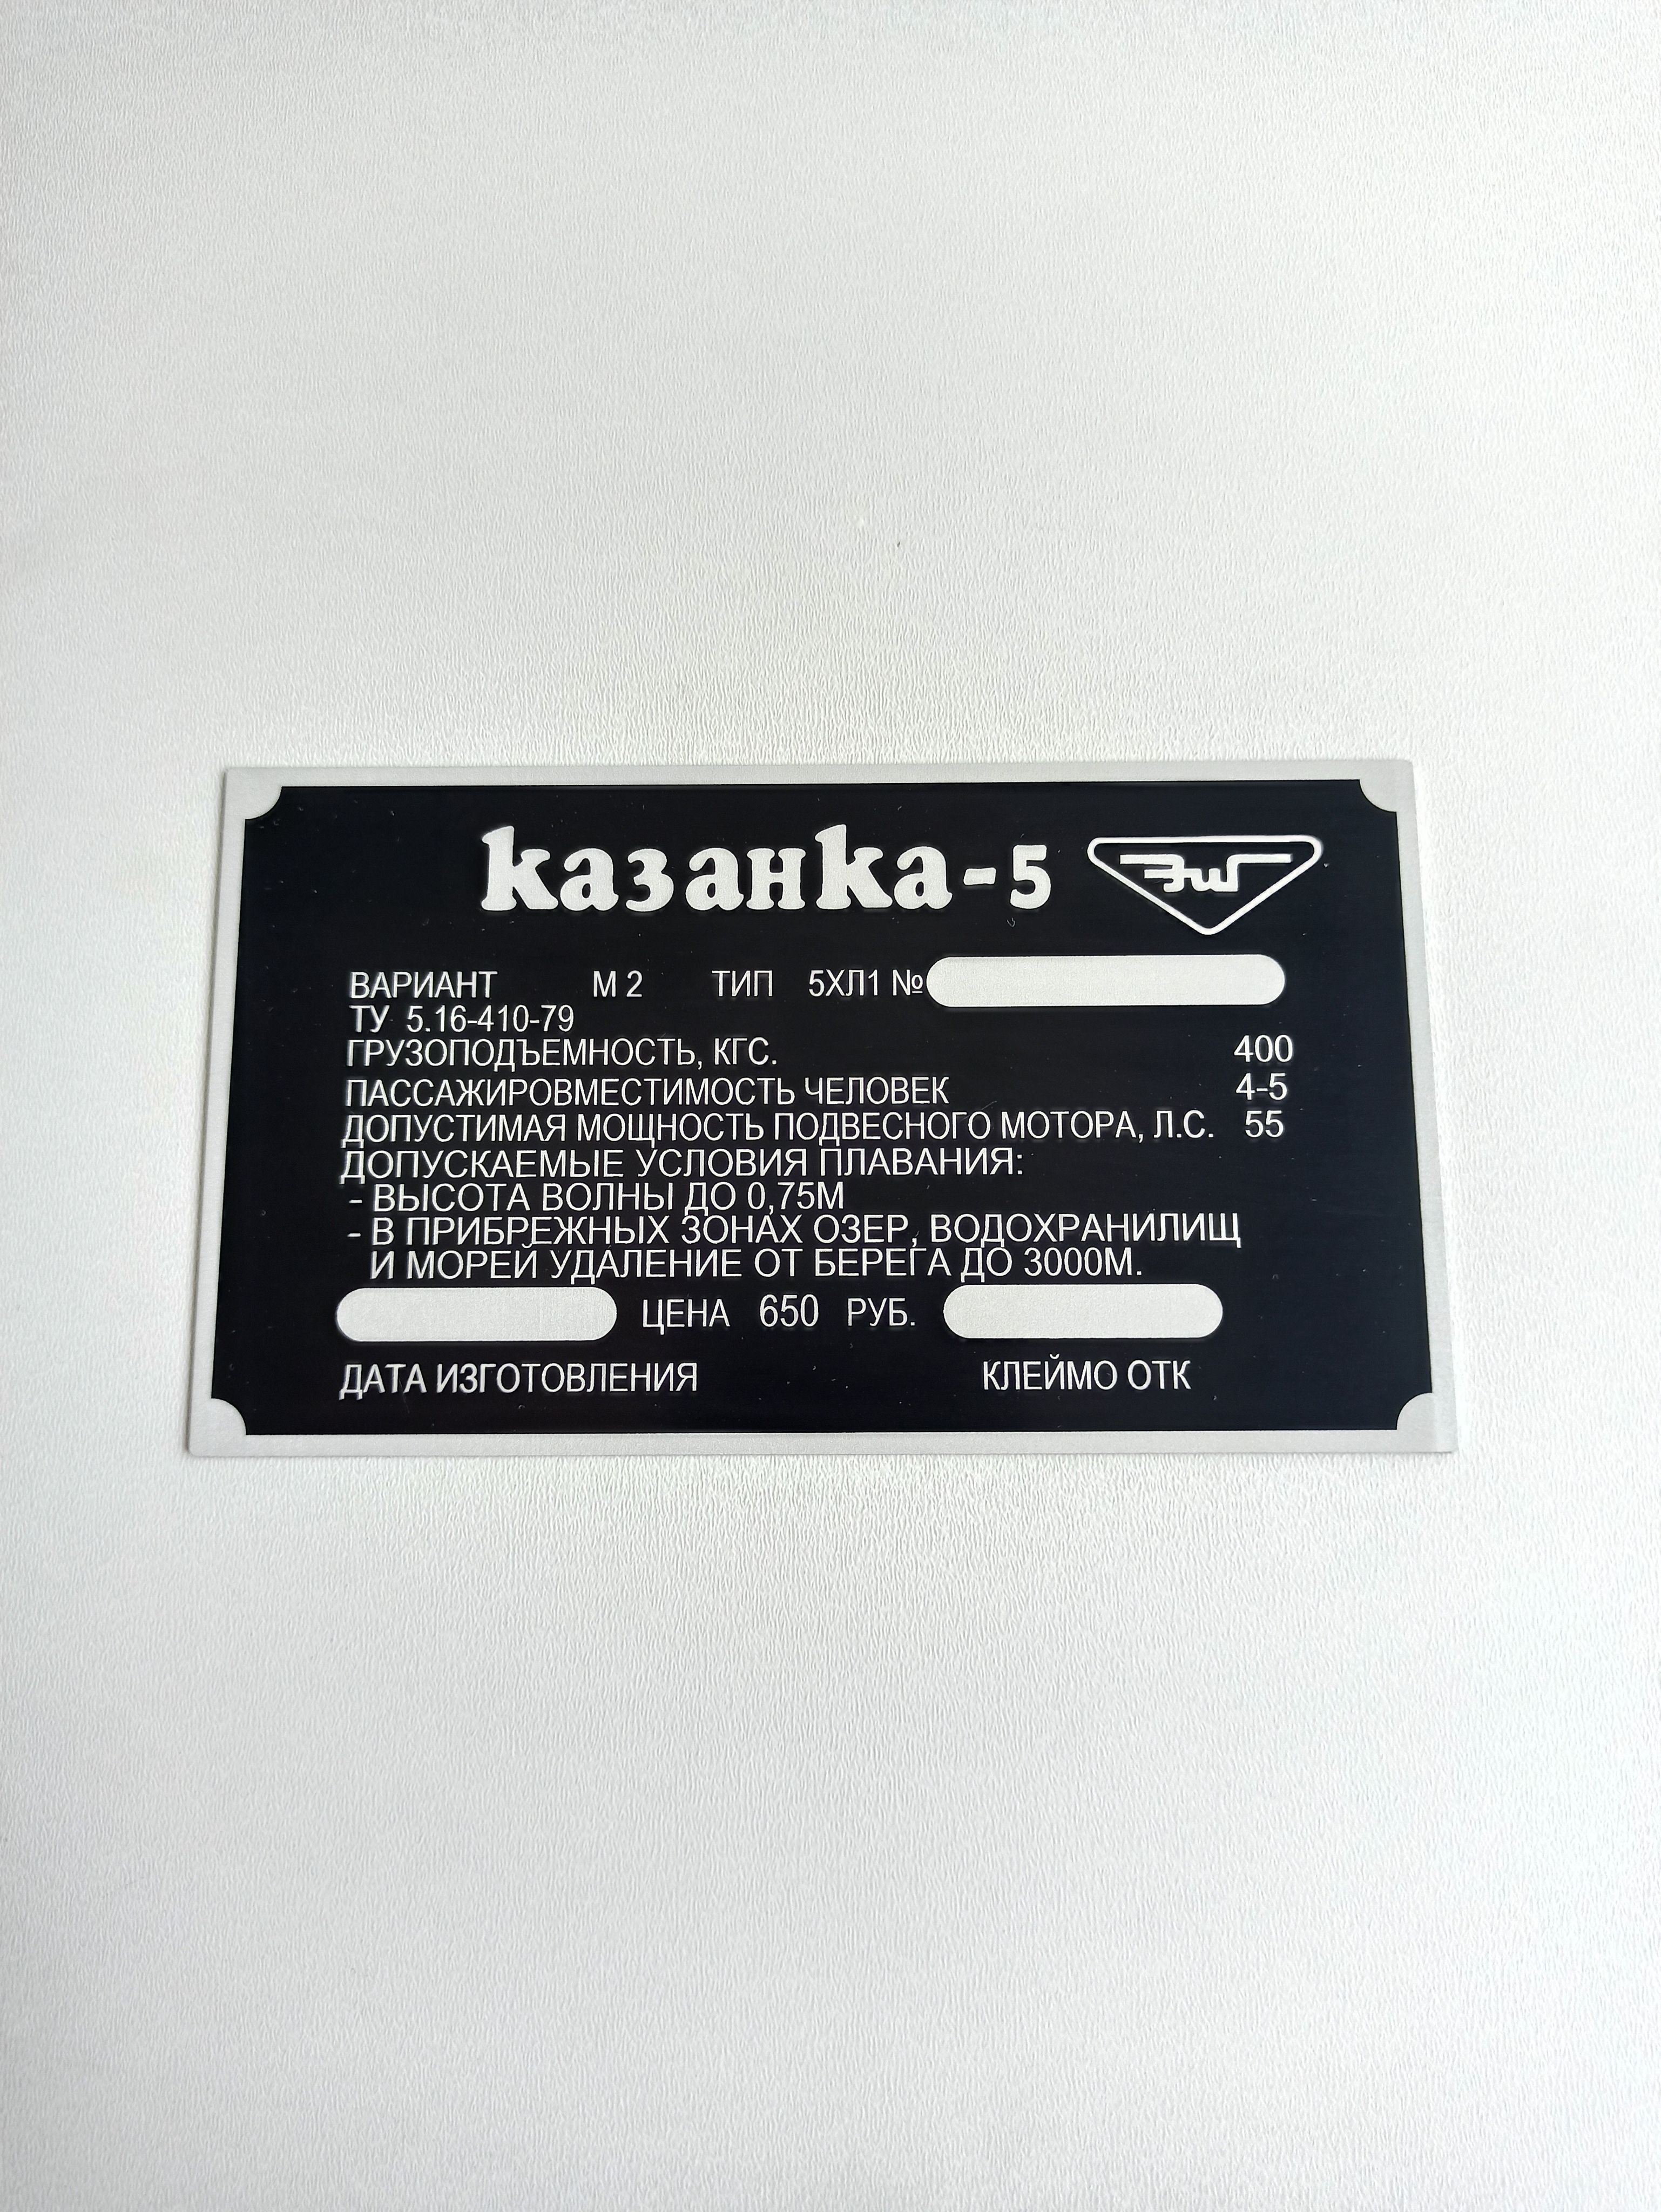 казанка-5
ВАРИАНТ М 2 ТИП 5ХЛ1 №
ТУ 5.16-410-79
ГРУЗОПОДЪЕМНОСТЬ, КГС. 400
ПАССАЖИРОВМЕСТИМОСТЬ ЧЕЛОВЕК 4-5
ДОПУСТИМАЯ МОЩНОСТЬ ПОДВЕСНОГО МОТОРА, Л.С. 55
ДОПУСКАЕМЫЕ УСЛОВИЯ ПЛАВАНИЯ:
- ВЫСОТА ВОЛНЫ ДО 0,75М
- В ПРИБРЕЖНЫХ ЗОНАХ ОЗЕР, ВОДОХРАНИЛИЩ
И МОРЕЙ УДАЛЕНИЕ ОТ БЕРЕГА ДО 3000М.
ЦЕНА 650 РУБ.
ДАТА ИЗГОТОВЛЕНИЯ КЛЕЙМО ОТК